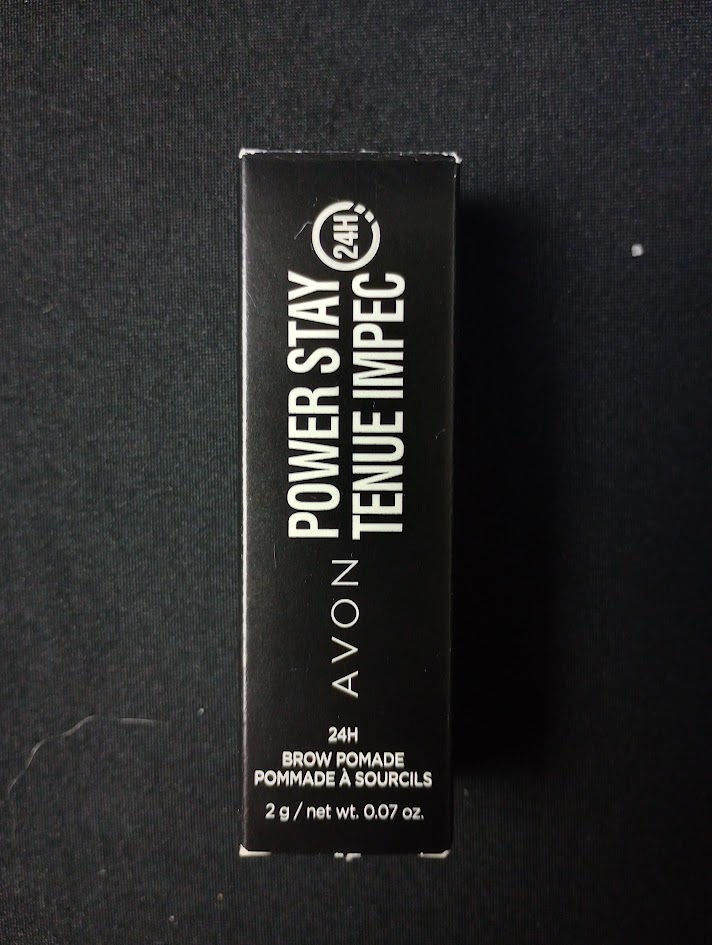 POWER STAY
TENUE IMPEC
24H
AVON
24H
BROW POMADE
POMMADE À SOURCILS
2 g / net wt. 0.07 oz.